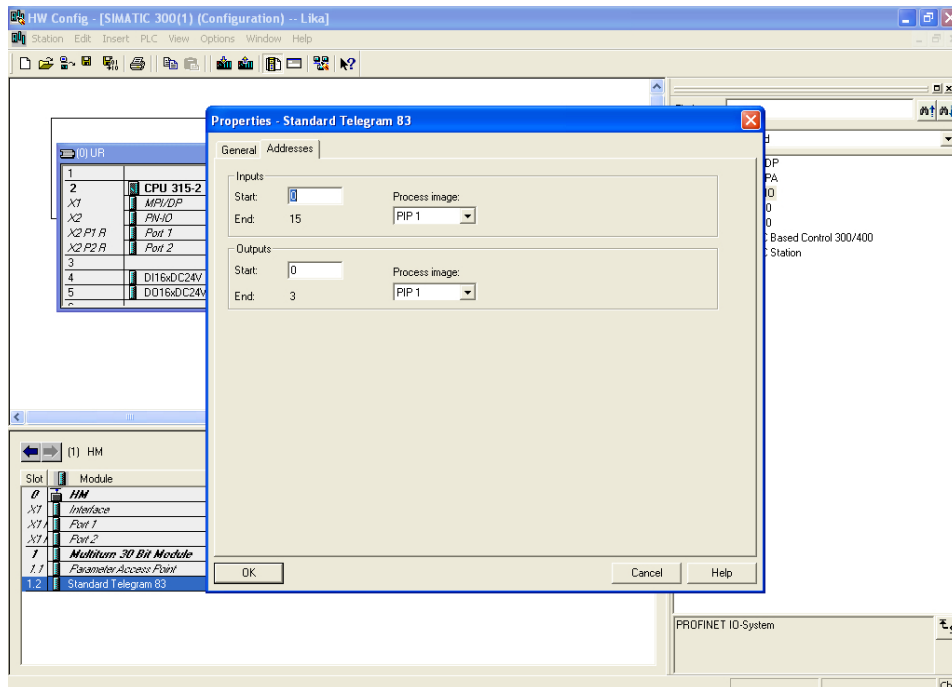 HW Config - [SIMATIC 300(1) (Configuration) -- Lika]
Station Edit Insert PLC View Options Window Help
Properties - Standard Telegram 83
General Addresses
Inputs
Start: 0
Process image:
End: 15
PIP 1
Outputs
Start: 0
Process image:
End: 3
PIP 1
OK
Cancel
Help
(0) UR
1
2 CPU 315-2
X1 MPI/DP
X2 PN-IO
X2 P1 R Port 1
X2 P2 R Port 2
3
4 DI16xDC24V
5 DO16xDC24V
DP
PA
IO
0
0
Based Control 300/400
Station
(1) HM
Slot Module
0 HM
X1 Interface
X1 Port 1
X1 Port 2
1 Multiturn 30 Bit Module
1.1 Parameter Access Point
1.2 Standard Telegram 83
PROFINET IO-System
Ch